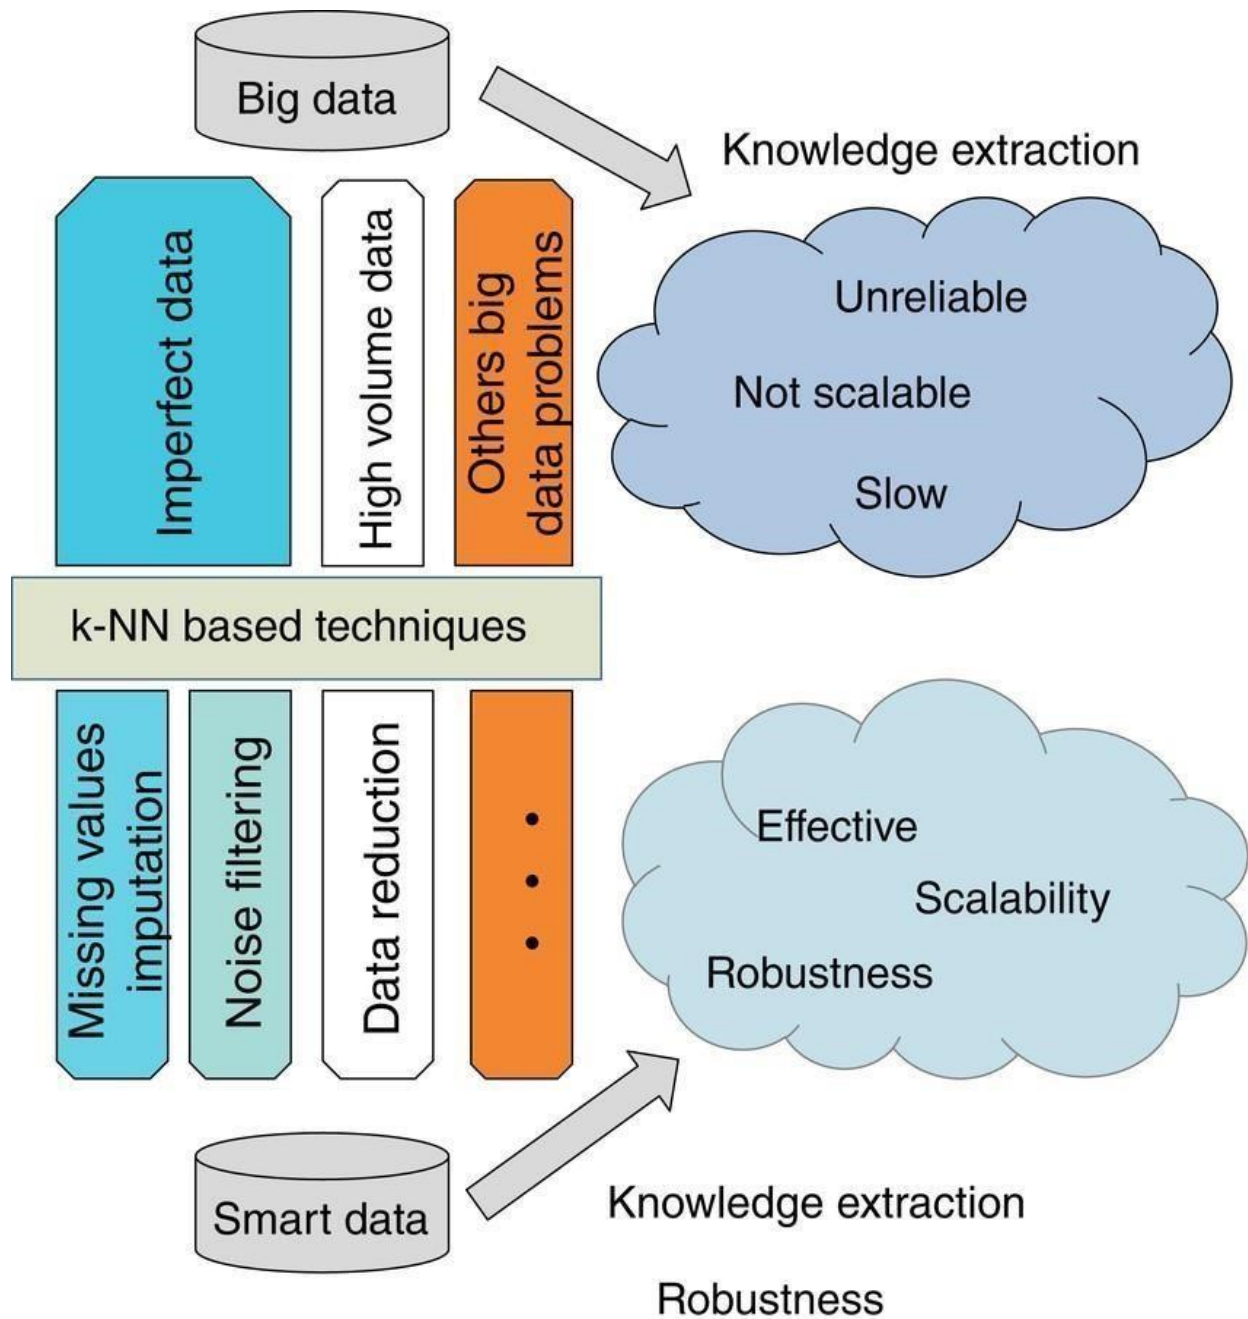 Big data
Knowledge extraction
Imperfect data
High volume data
Others big
data problems
Unreliable
Not scalable
Slow
k-NN based techniques
Missing values
imputation
Noise filtering
Data reduction
Effective
Scalability
Robustness
Smart data
Knowledge extraction
Robustness